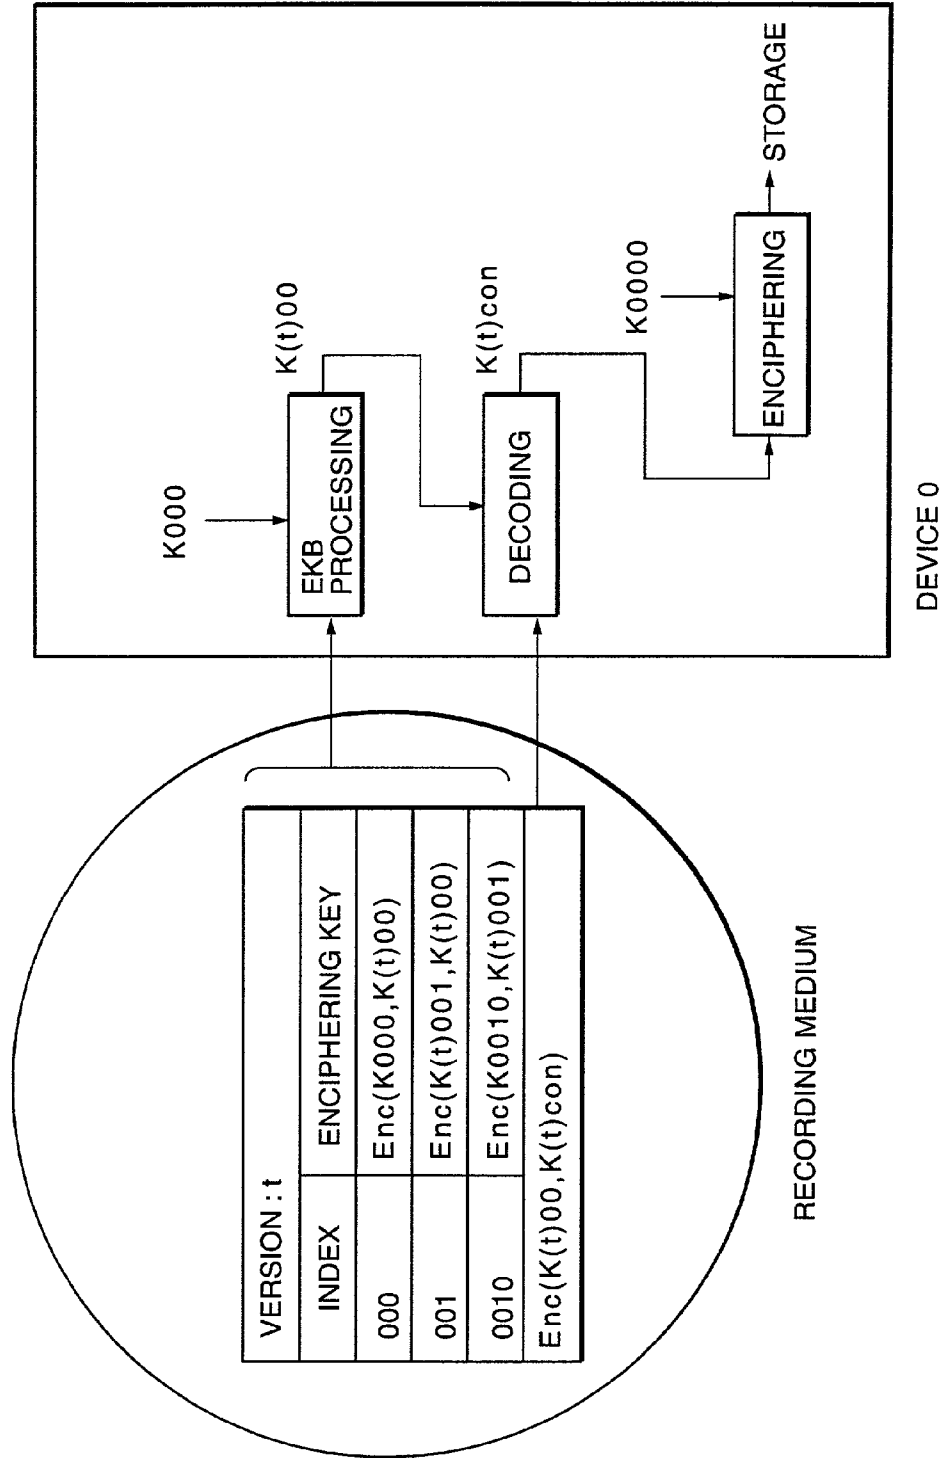 VERSION : t
INDEX ENCIPHERING KEY
000 Enc(K000,K(t)00)
001 Enc(K(t)001,K(t)00)
0010 Enc(K0010,K(t)001)
Enc(K(t)00,K(t)con)
RECORDING MEDIUM
K000
EKB
PROCESSING
K(t)00
DECODING
K(t)con
K0000
ENCIPHERING
STORAGE
DEVICE 0